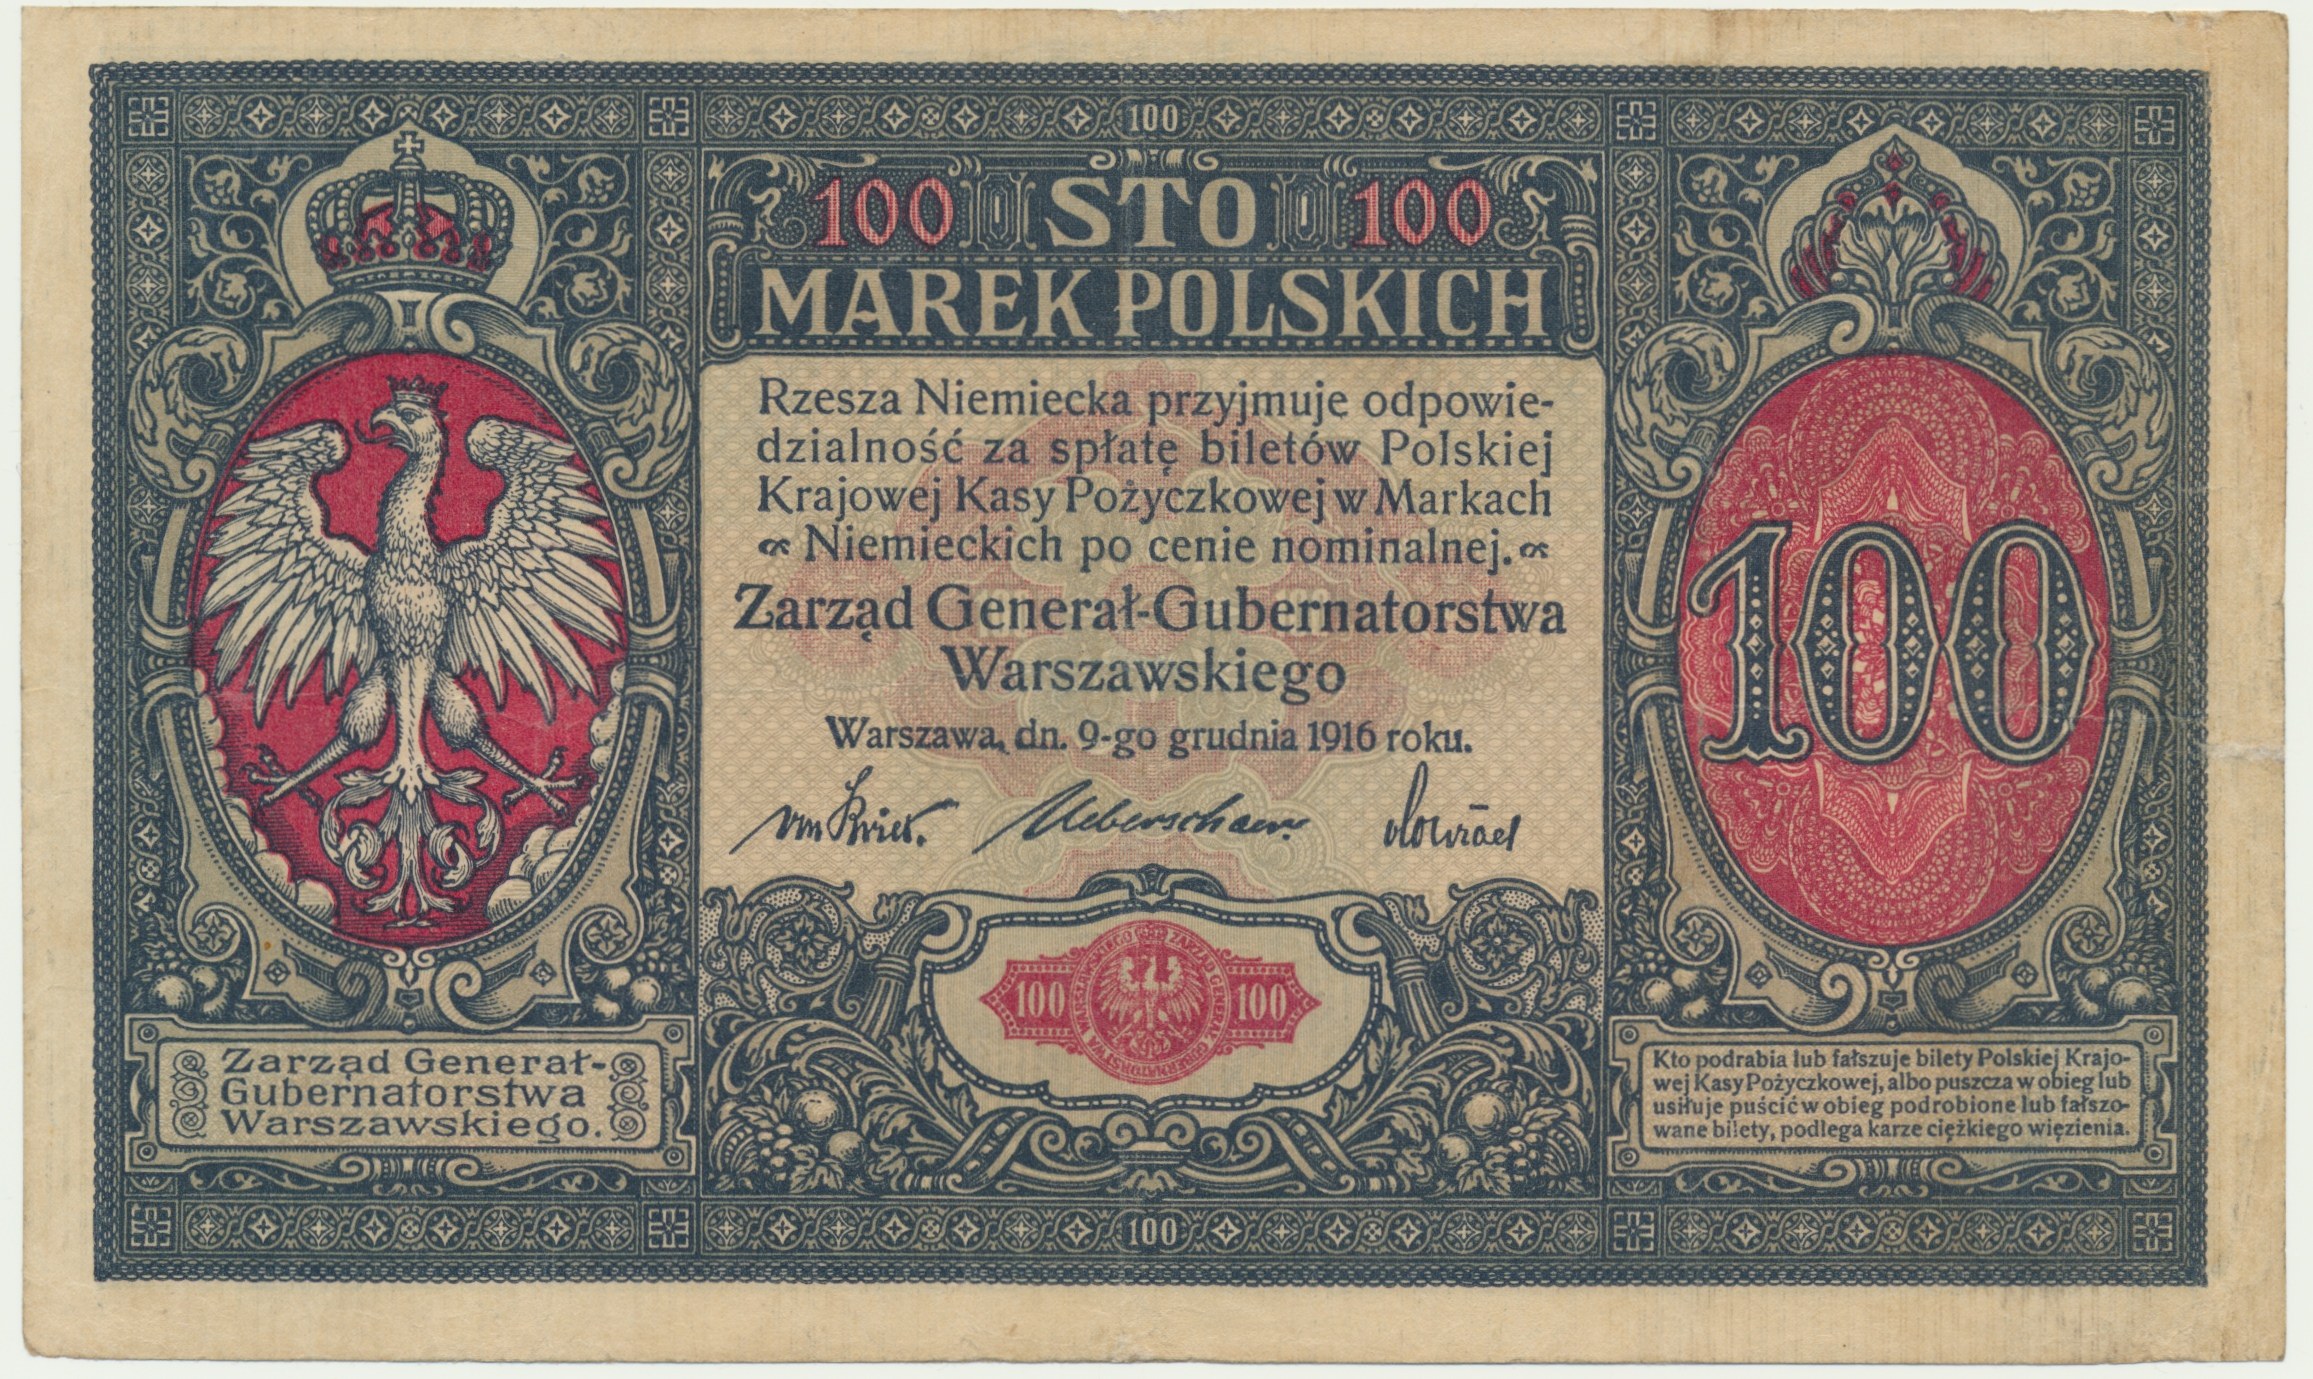 100
100 STO 100
MAREK POLSKICH
Rzesza Niemiecka przyjmuje odpowie-
dzialność za spłatę biletów Polskiej
Krajowej Kasy Pożyczkowej w Markach
Niemieckich po cenie nominalnej.
Zarząd Generał-Gubernatorstwa
Warszawskiego
Warszawa, dn. 9-go grudnia 1916 roku.
100
100 100
Zarząd Generał-
Gubernatorstwa
Warszawskiego.
Kto podrabia lub fałszuje bilety Polskiej Krajo-
wej Kasy Pożyczkowej, albo puszcza w obieg lub
usiłuje puścić w obieg podrobione lub fałszo-
wane bilety, podlega karze ciężkiego więzienia.
100